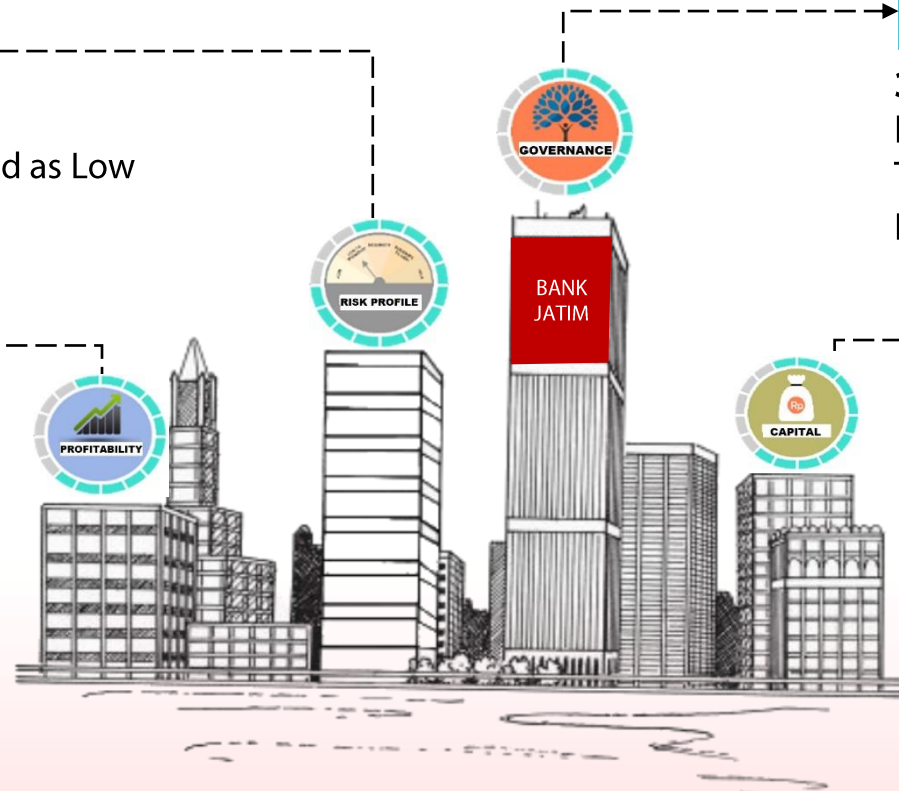 d as Low
GOVERNANCE
RISK PROFILE
BANK
JATIM
Rp
PROFITABILITY
CAPITAL